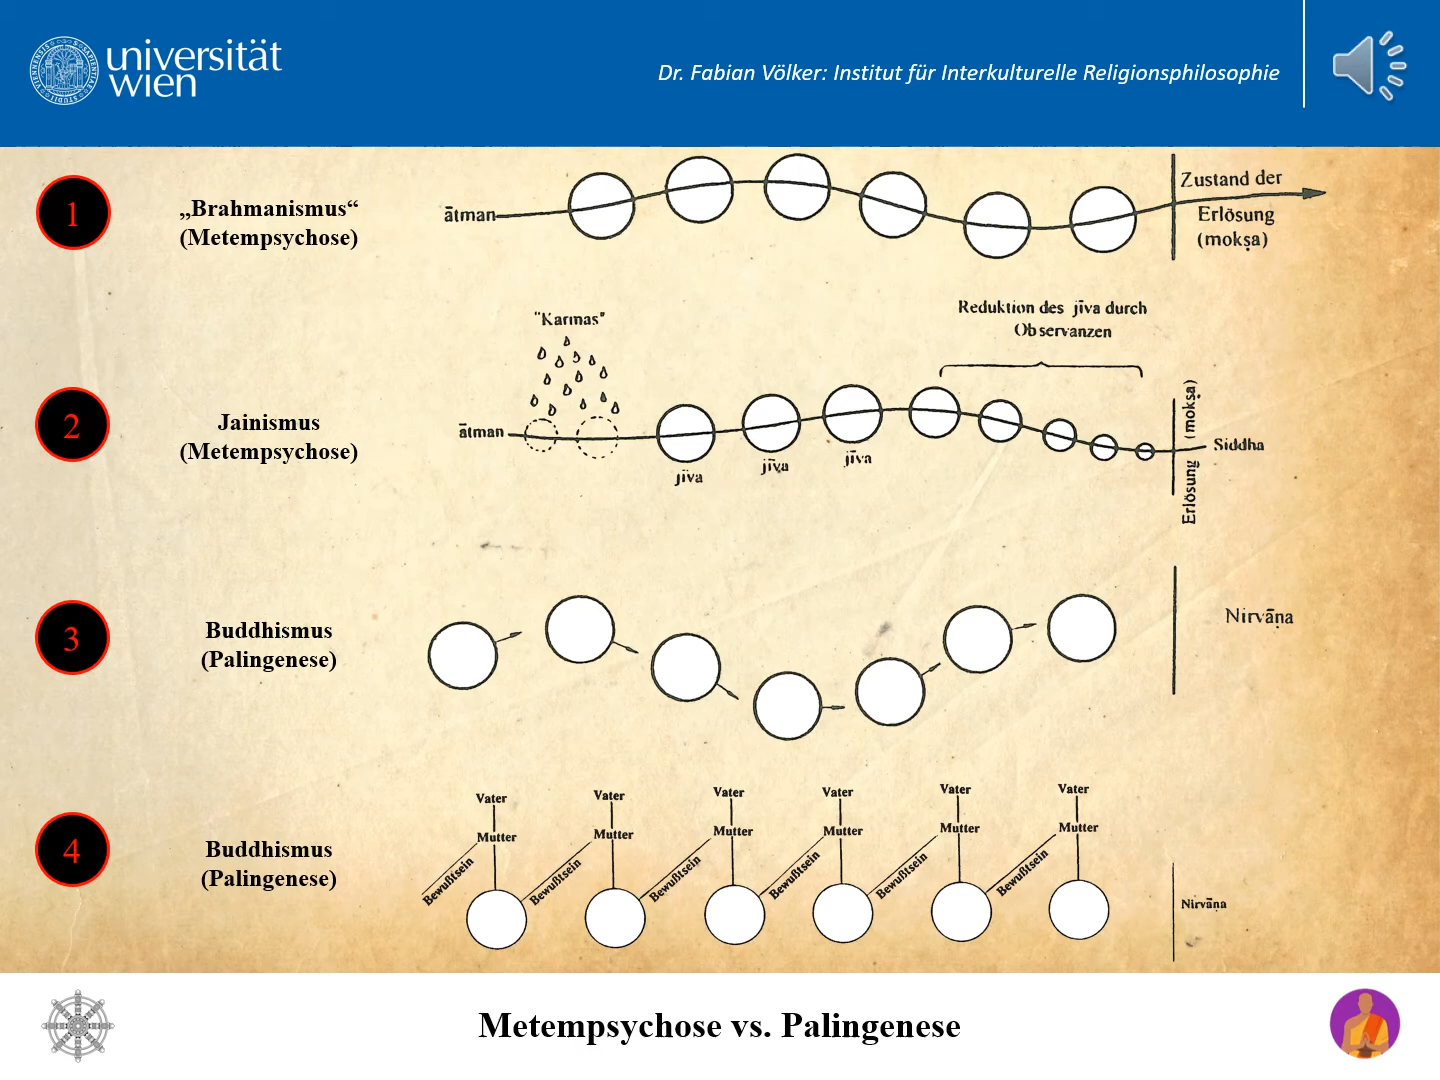 universität
wien
Dr. Fabian Völker: Institut für Interkulturelle Religionsphilosophie
1
„Brahmanismus“
(Metempsychose)
ātman
Zustand der
Erlösung
(mokṣa)
2
Jainismus
(Metempsychose)
"Karmas"
Reduktion des jīva durch
Observanzen
ātman
jīva
jīva
jīva
Erlösung (mokṣa)
Siddha
3
Buddhismus
(Palingenese)
Nirvāṇa
4
Buddhismus
(Palingenese)
Vater Vater Vater Vater Vater Vater
Mutter Mutter Mutter Mutter Mutter Mutter
Bewußtsein Bewußtsein Bewußtsein Bewußtsein Bewußtsein Bewußtsein
Nirvāṇa
Metempsychose vs. Palingenese